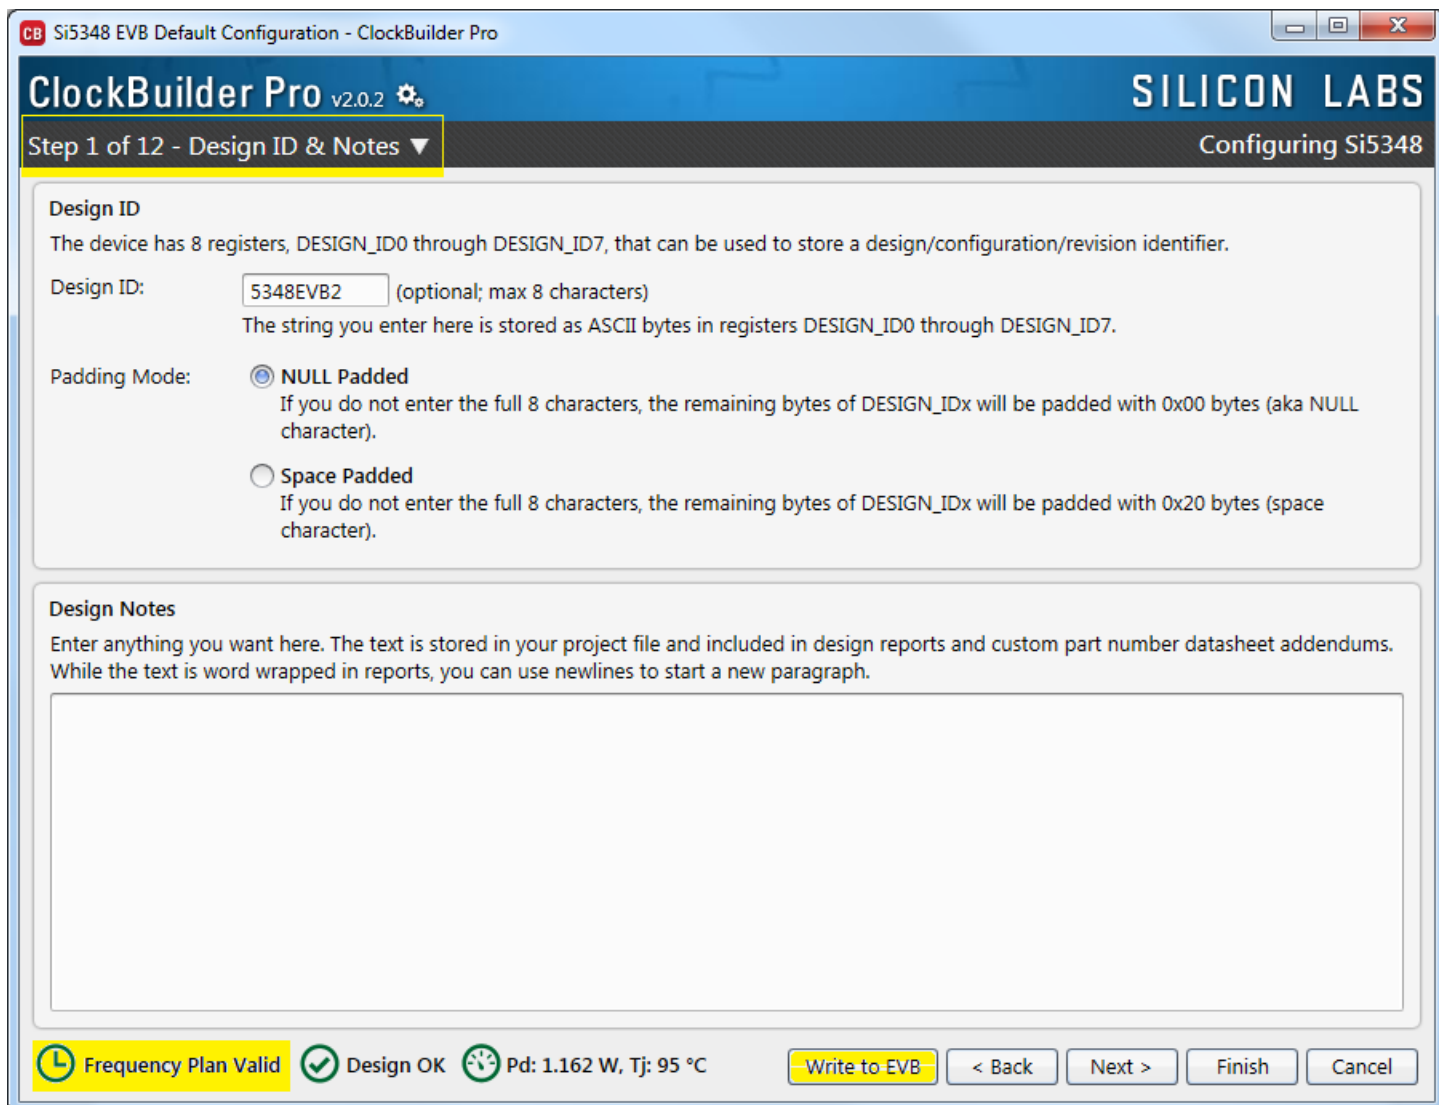 CB Si5348 EVB Default Configuration - ClockBuilder Pro
ClockBuilder Pro v2.0.2
SILICON LABS
Step 1 of 12 - Design ID & Notes ▼
Configuring Si5348
Design ID
The device has 8 registers, DESIGN_ID0 through DESIGN_ID7, that can be used to store a design/configuration/revision identifier.
Design ID: 5348EVB2 (optional; max 8 characters)
The string you enter here is stored as ASCII bytes in registers DESIGN_ID0 through DESIGN_ID7.
Padding Mode: NULL Padded
If you do not enter the full 8 characters, the remaining bytes of DESIGN_IDx will be padded with 0x00 bytes (aka NULL
character).
Space Padded
If you do not enter the full 8 characters, the remaining bytes of DESIGN_IDx will be padded with 0x20 bytes (space
character).
Design Notes
Enter anything you want here. The text is stored in your project file and included in design reports and custom part number datasheet addendums.
While the text is word wrapped in reports, you can use newlines to start a new paragraph.
Frequency Plan Valid Design OK Pd: 1.162 W, Tj: 95 °C Write to EVB < Back Next > Finish Cancel